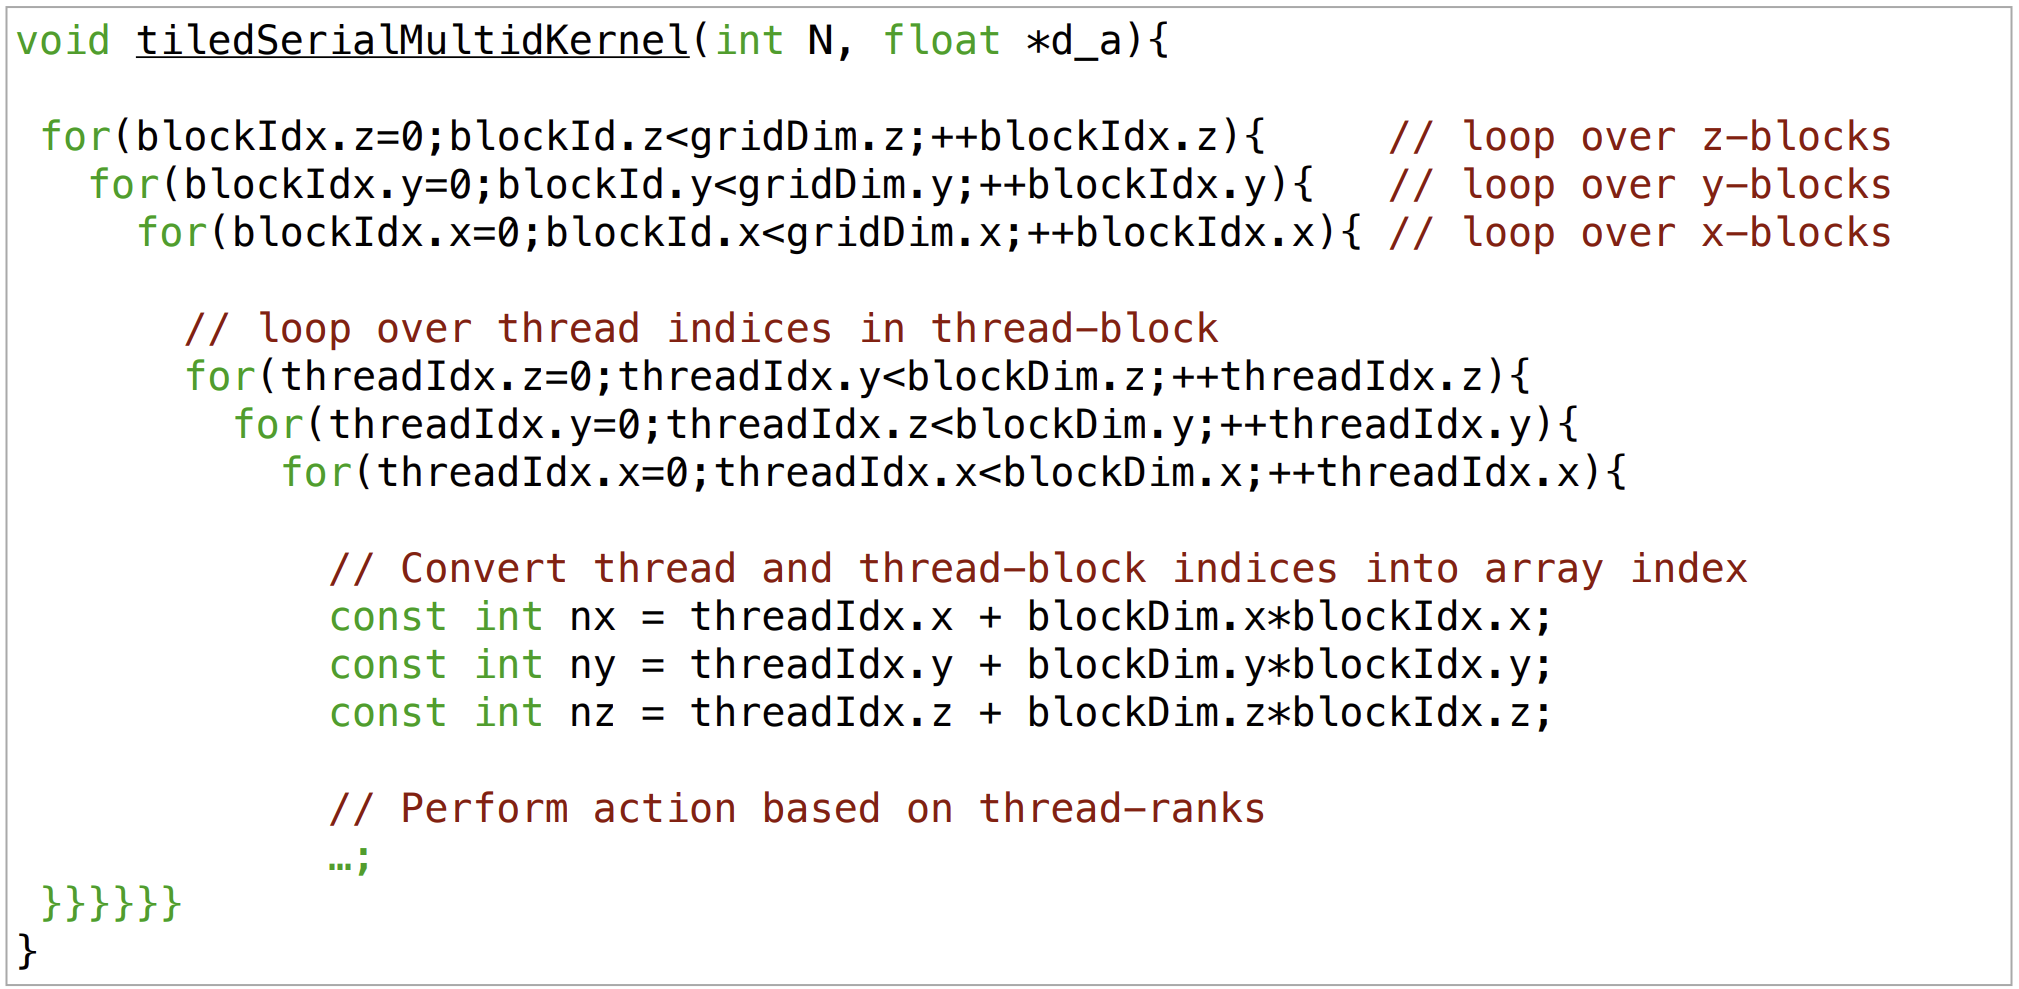 void tiledSerialMultidKernel(int N, float *d_a){
for(blockIdx.z=0;blockId.z<gridDim.z;++blockIdx.z){     // loop over z-blocks
for(blockIdx.y=0;blockId.y<gridDim.y;++blockIdx.y){   // loop over y-blocks
for(blockIdx.x=0;blockId.x<gridDim.x;++blockIdx.x){ // loop over x-blocks
// loop over thread indices in thread-block
for(threadIdx.z=0;threadIdx.y<blockDim.z;++threadIdx.z){
for(threadIdx.y=0;threadIdx.z<blockDim.y;++threadIdx.y){
for(threadIdx.x=0;threadIdx.x<blockDim.x;++threadIdx.x){
// Convert thread and thread-block indices into array index
const int nx = threadIdx.x + blockDim.x*blockIdx.x;
const int ny = threadIdx.y + blockDim.y*blockIdx.y;
const int nz = threadIdx.z + blockDim.z*blockIdx.z;
// Perform action based on thread-ranks
…;
}}}}}}
}